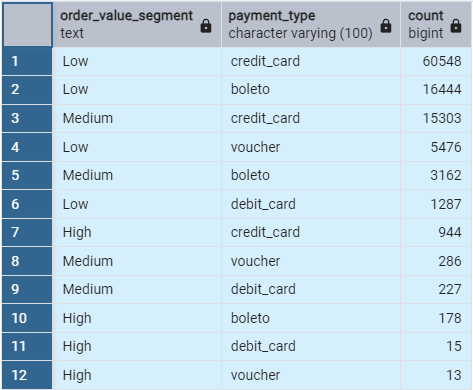 order_value_segment payment_type count
text character varying (100) bigint
1 Low credit_card 60548
2 Low boleto 16444
3 Medium credit_card 15303
4 Low voucher 5476
5 Medium boleto 3162
6 Low debit_card 1287
7 High credit_card 944
8 Medium voucher 286
9 Medium debit_card 227
10 High boleto 178
11 High debit_card 15
12 High voucher 13